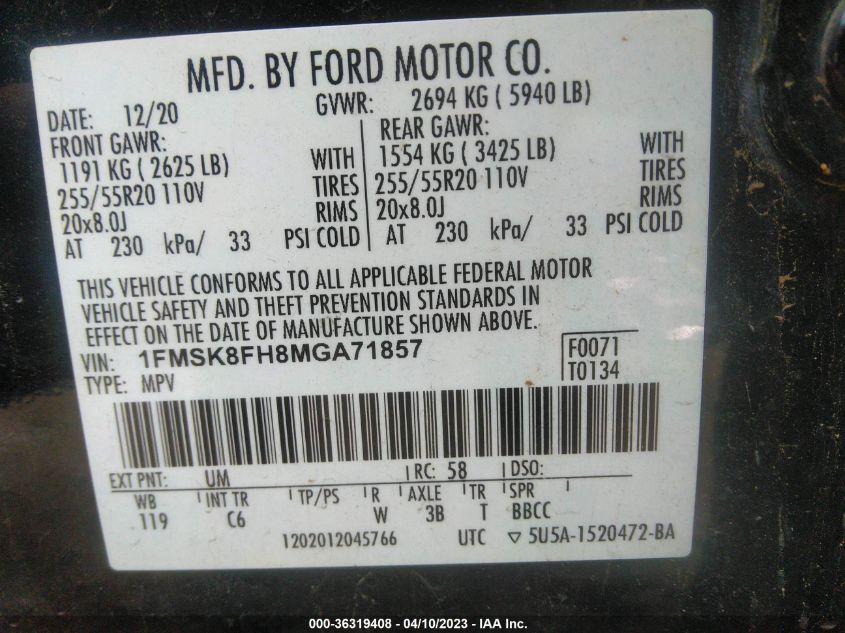 MFD. BY FORD MOTOR CO.
DATE: 12/20 GVWR: 2694 KG ( 5940 LB)
FRONT GAWR: REAR GAWR:
1191 KG ( 2625 LB) WITH 1554 KG ( 3425 LB) WITH
255/55R20 110V TIRES 255/55R20 110V TIRES
20x8.0J RIMS 20x8.0J RIMS
AT 230 kPa/ 33 PSI COLD AT 230 kPa/ 33 PSI COLD
THIS VEHICLE CONFORMS TO ALL APPLICABLE FEDERAL MOTOR
VEHICLE SAFETY AND THEFT PREVENTION STANDARDS IN
EFFECT ON THE DATE OF MANUFACTURE SHOWN ABOVE.
VIN: 1FMSK8FH8MGA71857 F0071
TYPE: MPV T0134
EXT PNT: UM RC: 58 DSO:
WB INT TR TP/PS R AXLE TR SPR
119 C6 W 3B T BBCC
1202012045766 UTC ▽ 5U5A-1520472-BA
000-36319408 - 04/10/2023 - IAA Inc.